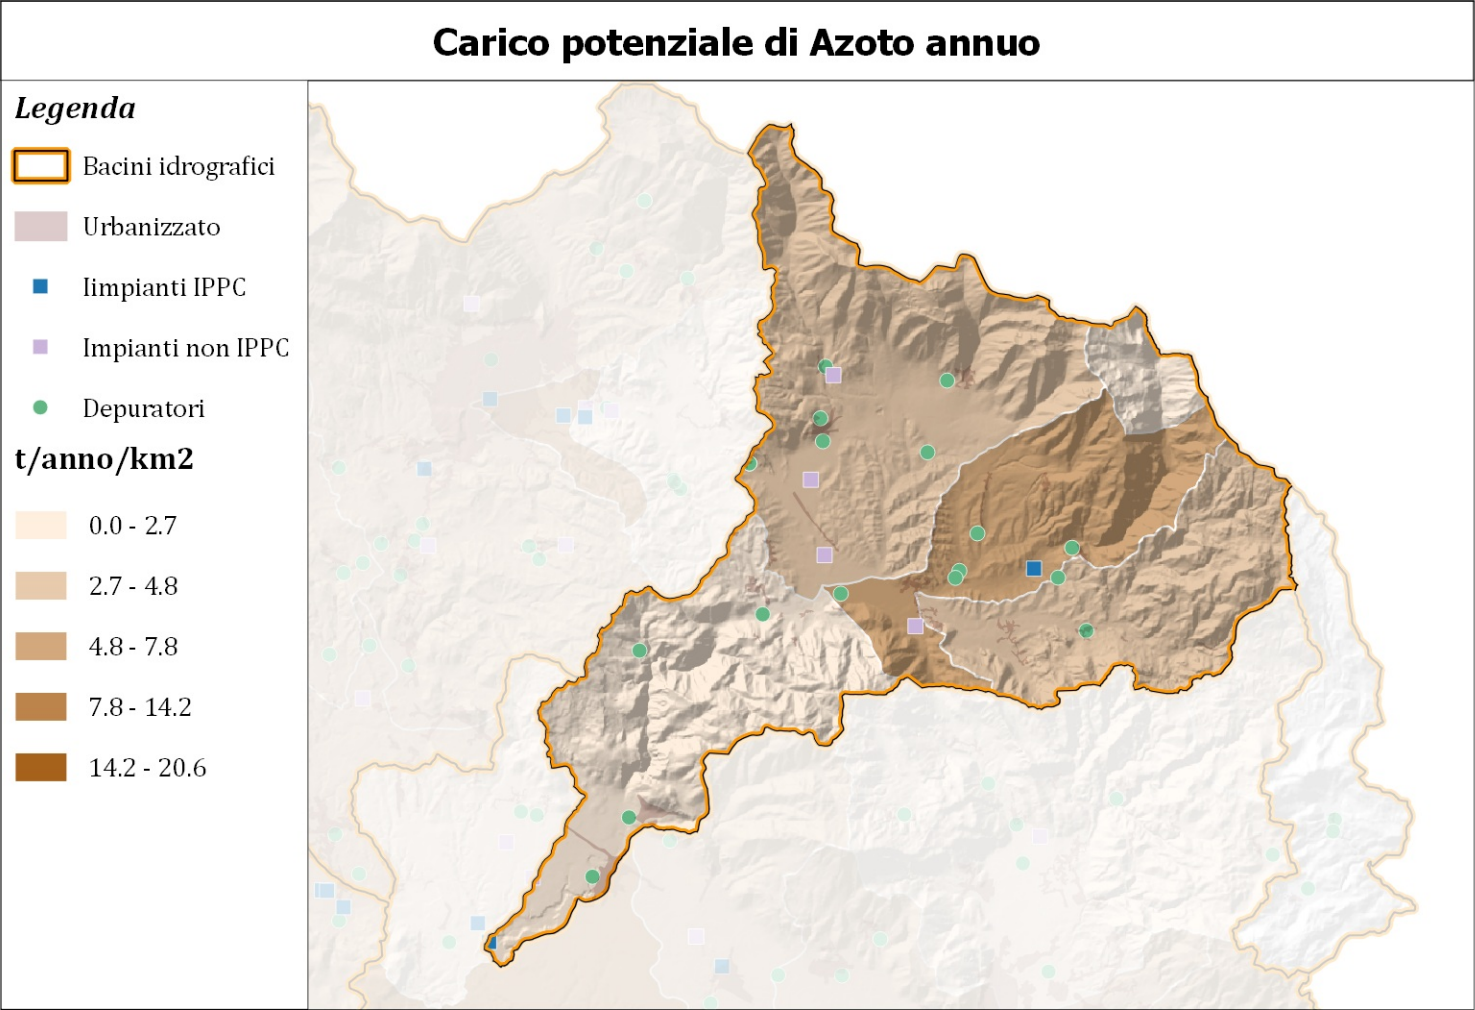 Carico potenziale di Azoto annuo
Legenda
Bacini idrografici
Urbanizzato
Iimpianti IPPC
Impianti non IPPC
Depuratori
t/anno/km2
0.0 - 2.7
2.7 - 4.8
4.8 - 7.8
7.8 - 14.2
14.2 - 20.6